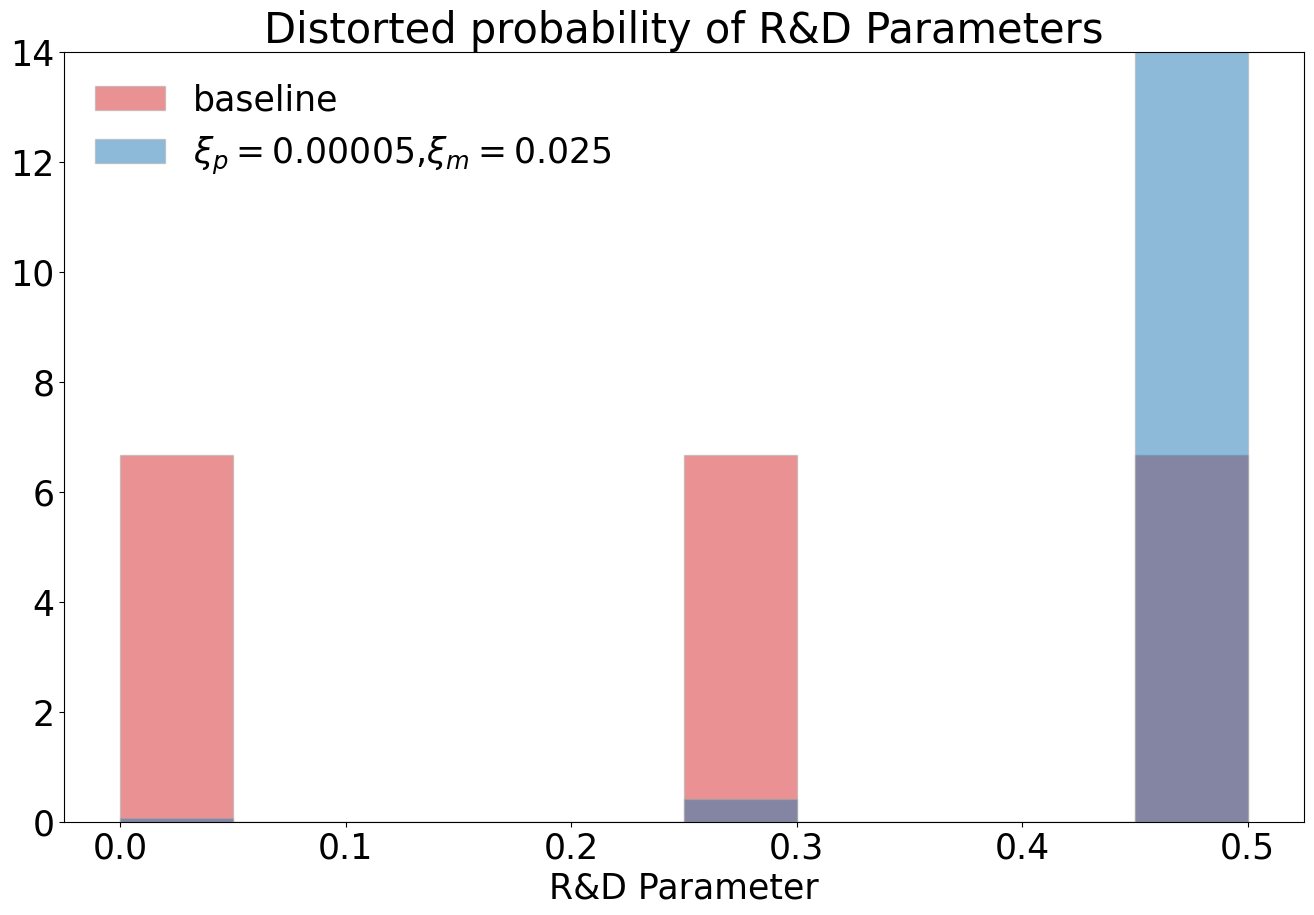 Distorted probability of R&D Parameters
14
12
10
8
6
4
2
0
baseline
ξp = 0.00005,ξm = 0.025
0.0 0.1 0.2 0.3 0.4 0.5
R&D Parameter